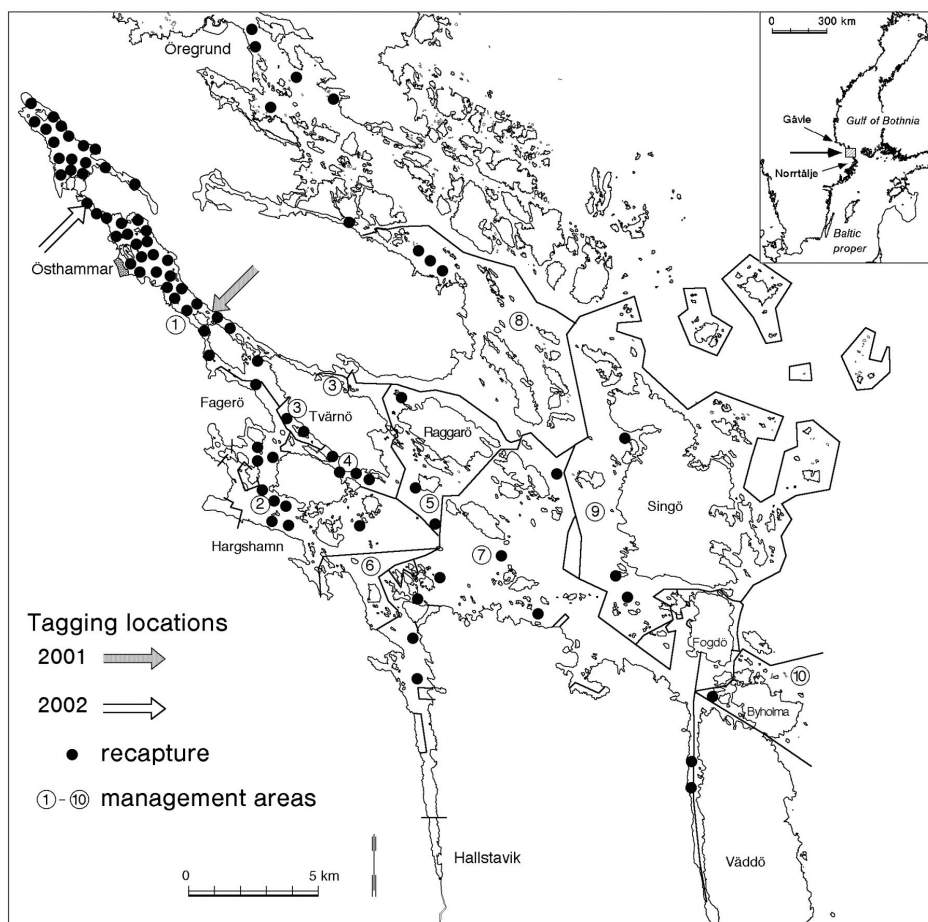 Öregrund
0 300 km
Gävle
Gulf of Bothnia
Norrtälje
Baltic
proper
Östhammar
1
8
3
Fagerö
3
Tvärnö
Raggarö
4
2
5
9
Singö
Hargshamn
6
7
Tagging locations
2001
2002
recapture
1 - 10 management areas
Fogdö
10
Byholma
0 5 km
Hallstavik
Väddö